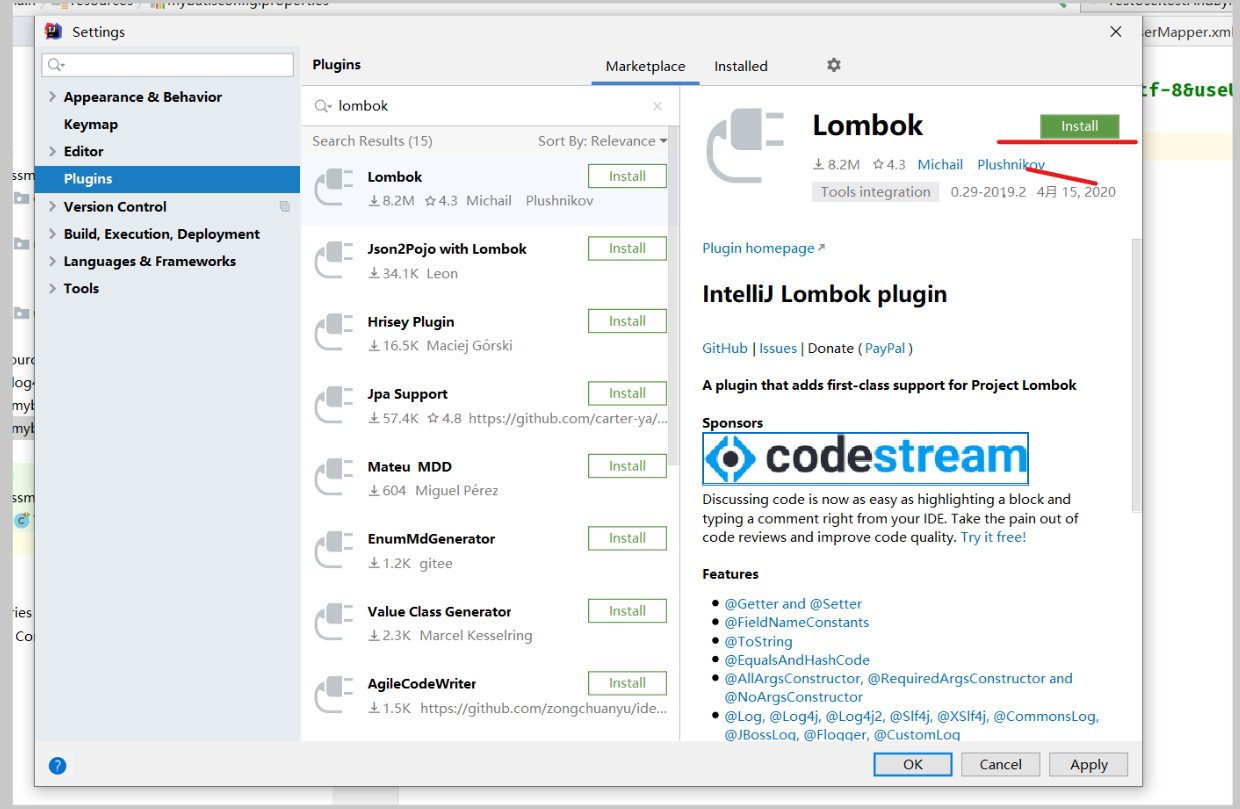 resources
mybatisconfig.properties
Settings
erMapper.xml
Plugins
Marketplace
Installed
f-8&useU
Appearance & Behavior
Keymap
Editor
Plugins
Version Control
Build, Execution, Deployment
Languages & Frameworks
Tools
lombok
Search Results (15)
Sort By: Relevance
Lombok
Install
8.2M 4.3 Michail Plushnikov
Json2Pojo with Lombok
Install
34.1K Leon
Hrisey Plugin
Install
16.5K Maciej Górski
Jpa Support
Install
57.4K 4.8 https://github.com/carter-ya/...
Mateu MDD
Install
604 Miguel Pérez
EnumMdGenerator
Install
1.2K gitee
Value Class Generator
Install
2.3K Marcel Kesselring
AgileCodeWriter
Install
1.5K https://github.com/zongchuanyu/ide...
Lombok
Install
8.2M 4.3 Michail Plushnikov
Tools integration 0.29-2019.2 4月 15, 2020
Plugin homepage
IntelliJ Lombok plugin
GitHub | Issues | Donate ( PayPal )
A plugin that adds first-class support for Project Lombok
Sponsors
codestream
Discussing code is now as easy as highlighting a block and
typing a comment right from your IDE. Take the pain out of
code reviews and improve code quality. Try it free!
Features
@Getter and @Setter
@FieldNameConstants
@ToString
@EqualsAndHashCode
@AllArgsConstructor, @RequiredArgsConstructor and
@NoArgsConstructor
@Log, @Log4j, @Log4j2, @Slf4j, @XSlf4j, @CommonsLog,
@JBossLog, @Flogger, @CustomLog
?
OK
Cancel
Apply